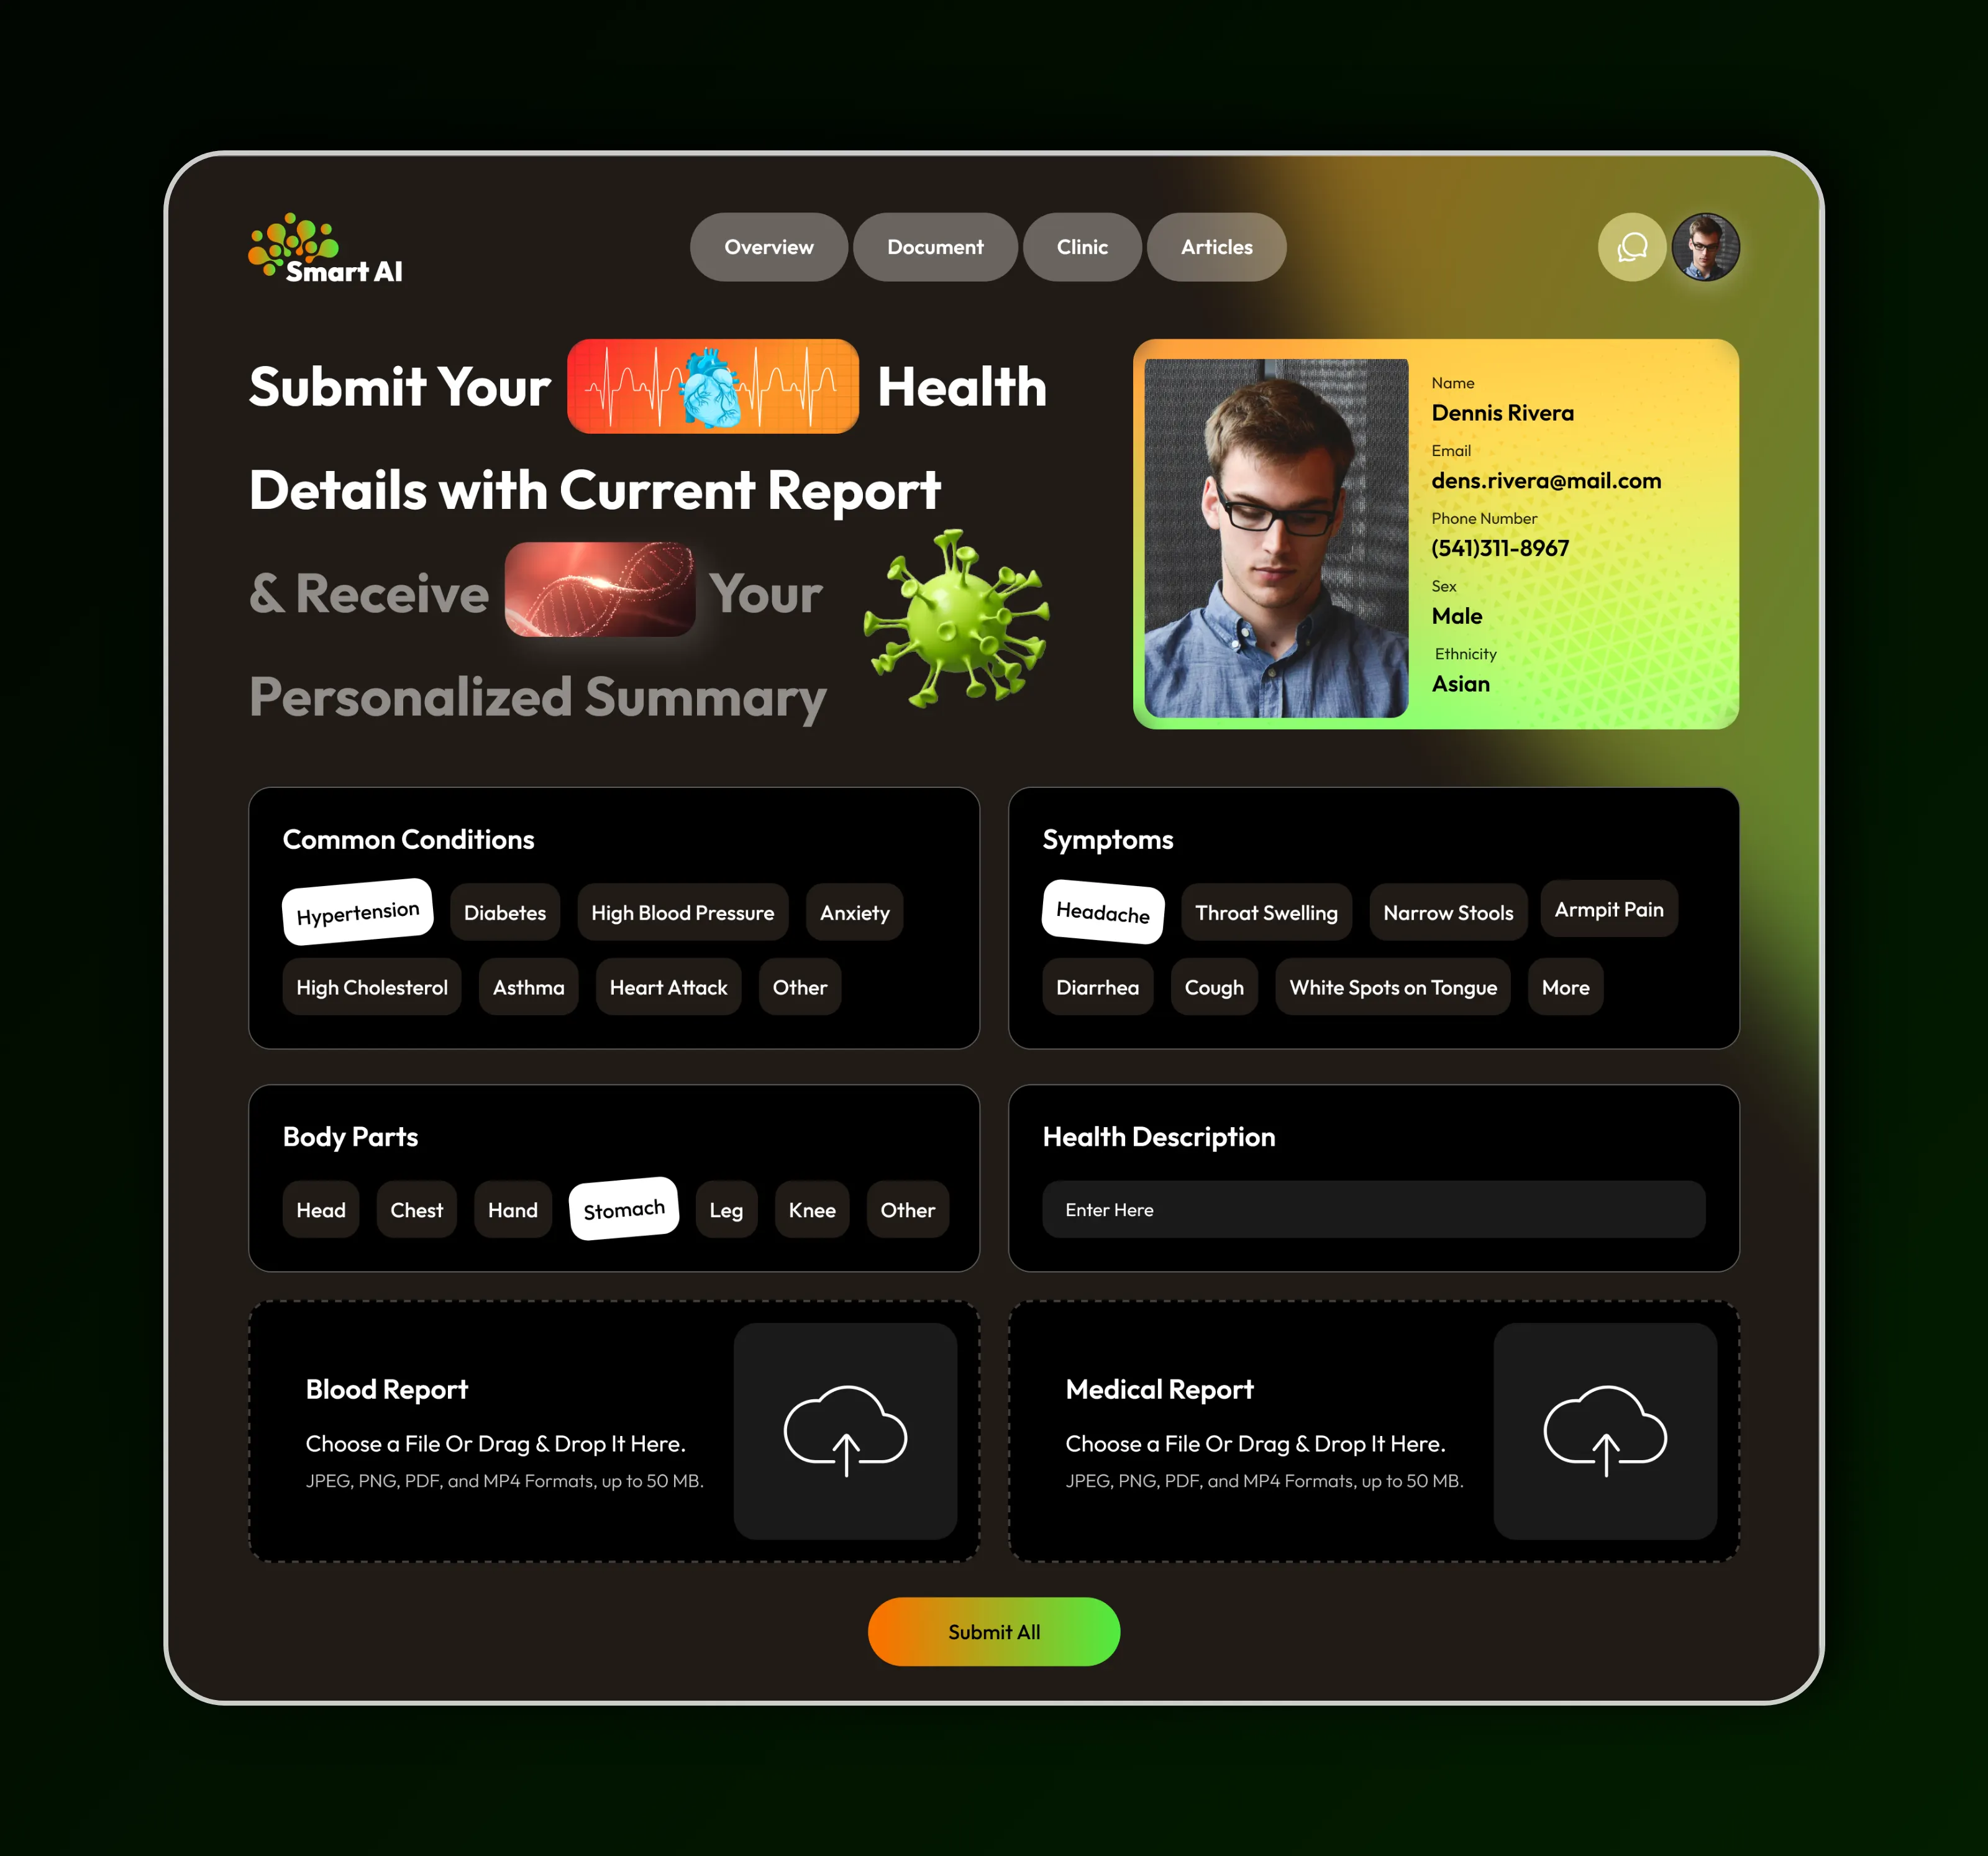 Smart AI
Overview Document Clinic Articles
Submit Your Health
Details with Current Report
& Receive Your
Personalized Summary
Name
Dennis Rivera
Email
dens.rivera@mail.com
Phone Number
(541)311-8967
Sex
Male
Ethnicity
Asian
Common Conditions
Hypertension Diabetes High Blood Pressure Anxiety
High Cholesterol Asthma Heart Attack Other
Symptoms
Headache Throat Swelling Narrow Stools Armpit Pain
Diarrhea Cough White Spots on Tongue More
Body Parts
Head Chest Hand Stomach Leg Knee Other
Health Description
Enter Here
Blood Report
Choose a File Or Drag & Drop It Here.
JPEG, PNG, PDF, and MP4 Formats, up to 50 MB.
Medical Report
Choose a File Or Drag & Drop It Here.
JPEG, PNG, PDF, and MP4 Formats, up to 50 MB.
Submit All